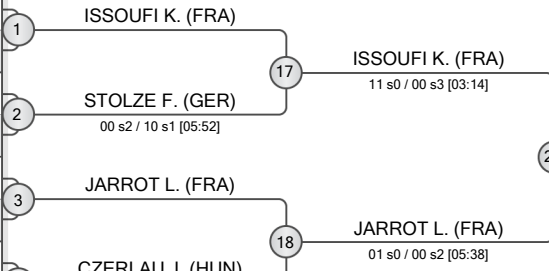 ISSOUFI K. (FRA)
1
17
ISSOUFI K. (FRA)
11 s0 / 00 s3 [03:14]
STOLZE F. (GER)
2
00 s2 / 10 s1 [05:52]
JARROT L. (FRA)
3
18
JARROT L. (FRA)
01 s0 / 00 s2 [05:38]
(HUN)